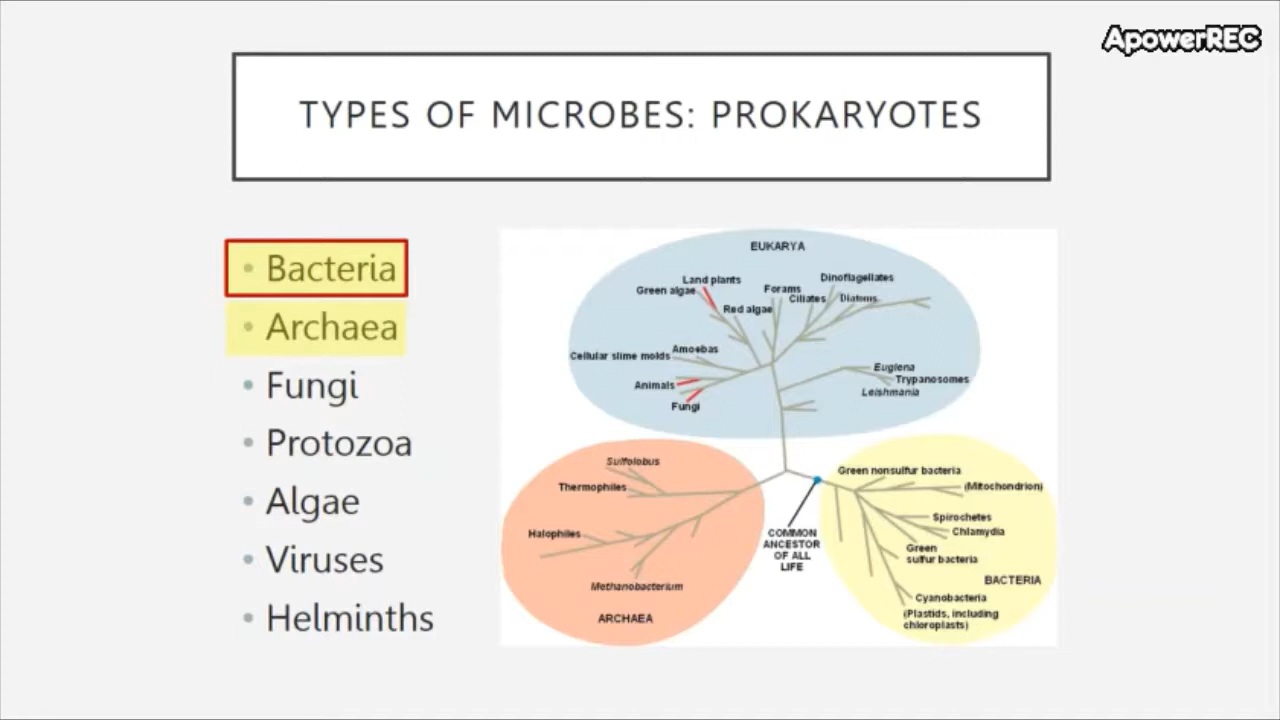 ApowerREC
TYPES OF MICROBES: PROKARYOTES
• Bacteria
• Archaea
• Fungi
• Protozoa
• Algae
• Viruses
• Helminths
EUKARYA
Land plants
Green algae
Red algae
Forams
Ciliates
Dinoflagellates
Diatoms
Cellular slime molds
Amoebas
Animals
Fungi
Euglena
Trypanosomes
Leishmania
Sulfolobus
Thermophiles
Halophiles
Methanobacterium
ARCHAEA
COMMON
ANCESTOR
OF ALL
LIFE
Green nonsulfur bacteria
(Mitochondrion)
Spirochetes
Chlamydia
Green
sulfur bacteria
BACTERIA
Cyanobacteria
(Plastids, including
chloroplasts)